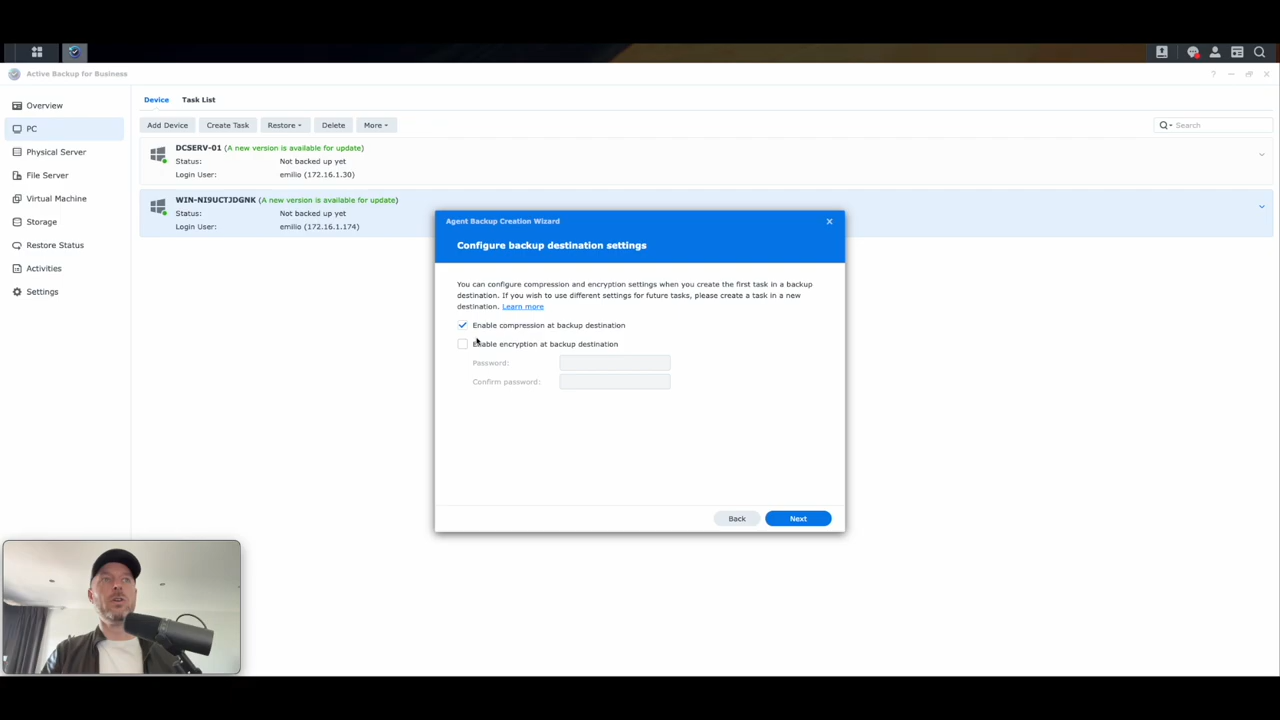 Active Backup for Business
Overview
PC
Physical Server
File Server
Virtual Machine
Storage
Restore Status
Activities
Settings
Device Task List
Add Device Create Task Restore Delete More
Search
DCSERV-01 (A new version is available for update)
Status: Not backed up yet
Login User: emilio (172.16.1.30)
WIN-NI9UCTJDGNK (A new version is available for update)
Status: Not backed up yet
Login User: emilio (172.16.1.174)
Agent Backup Creation Wizard
Configure backup destination settings
You can configure compression and encryption settings when you create the first task in a backup
destination. If you wish to use different settings for future tasks, please create a task in a new
destination. Learn more
Enable compression at backup destination
Enable encryption at backup destination
Password:
Confirm password:
Back Next